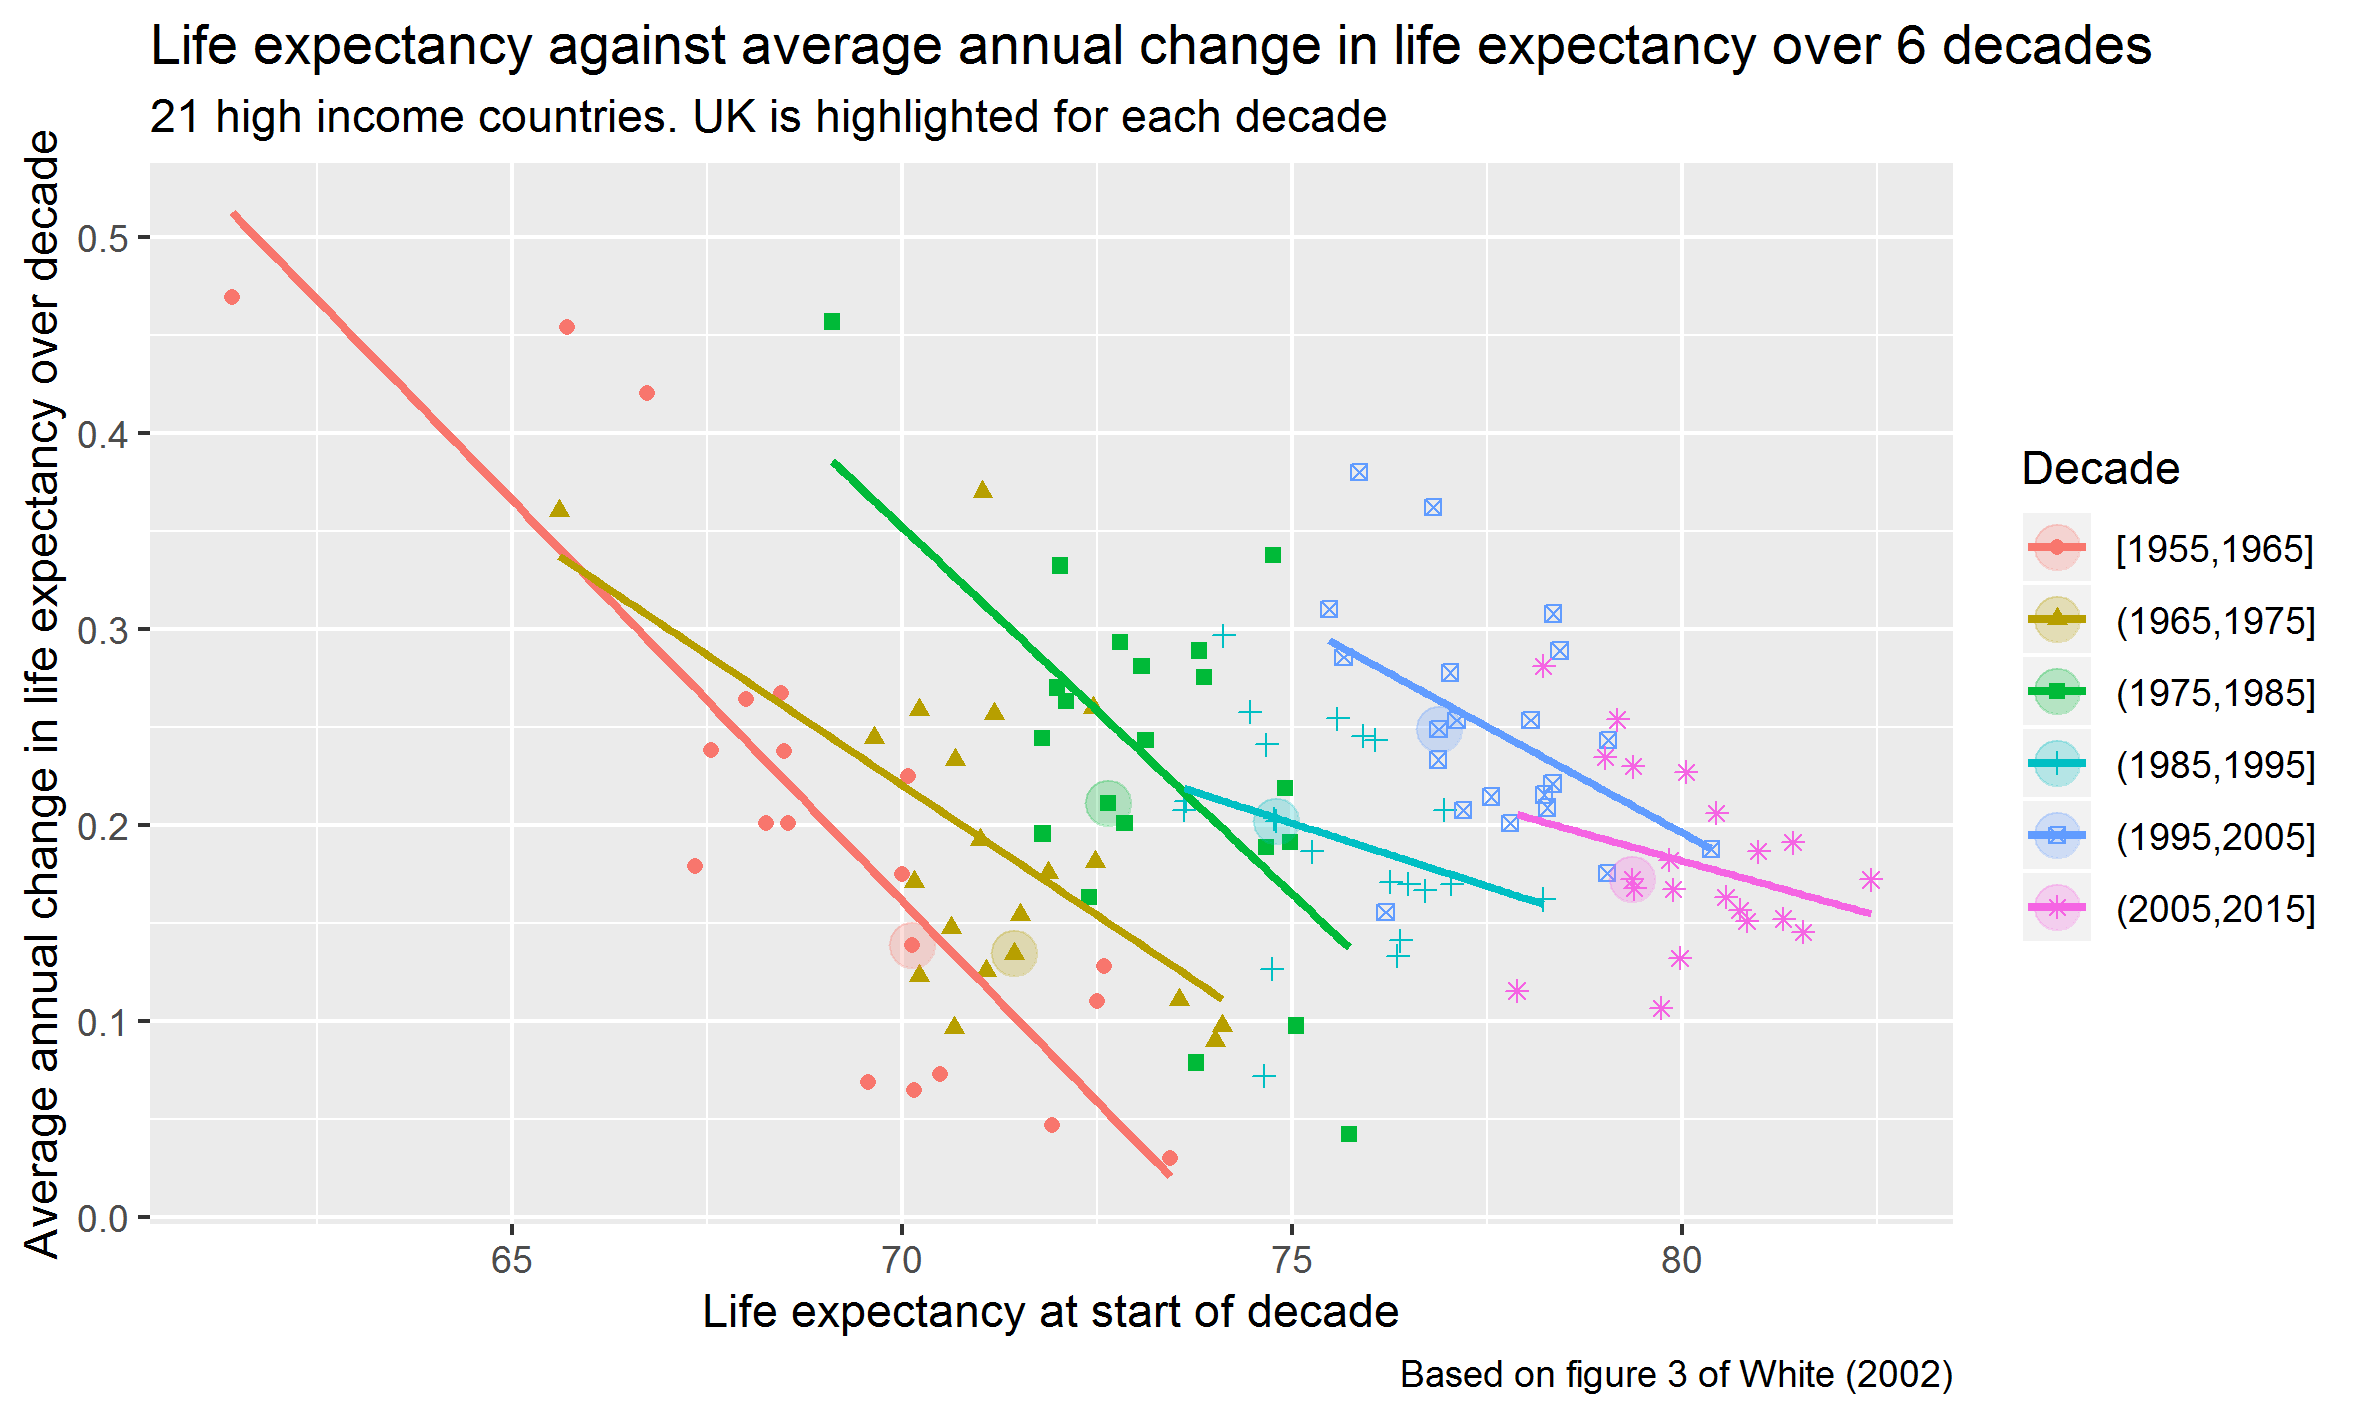 Life expectancy against average annual change in life expectancy over 6 decades
21 high income countries. UK is highlighted for each decade
Average annual change in life expectancy over decade
0.5
0.4
0.3
0.2
0.1
0.0
65
70
75
80
Life expectancy at start of decade
Decade
[1955,1965]
(1965,1975]
(1975,1985]
(1985,1995]
(1995,2005]
(2005,2015]
Based on figure 3 of White (2002)